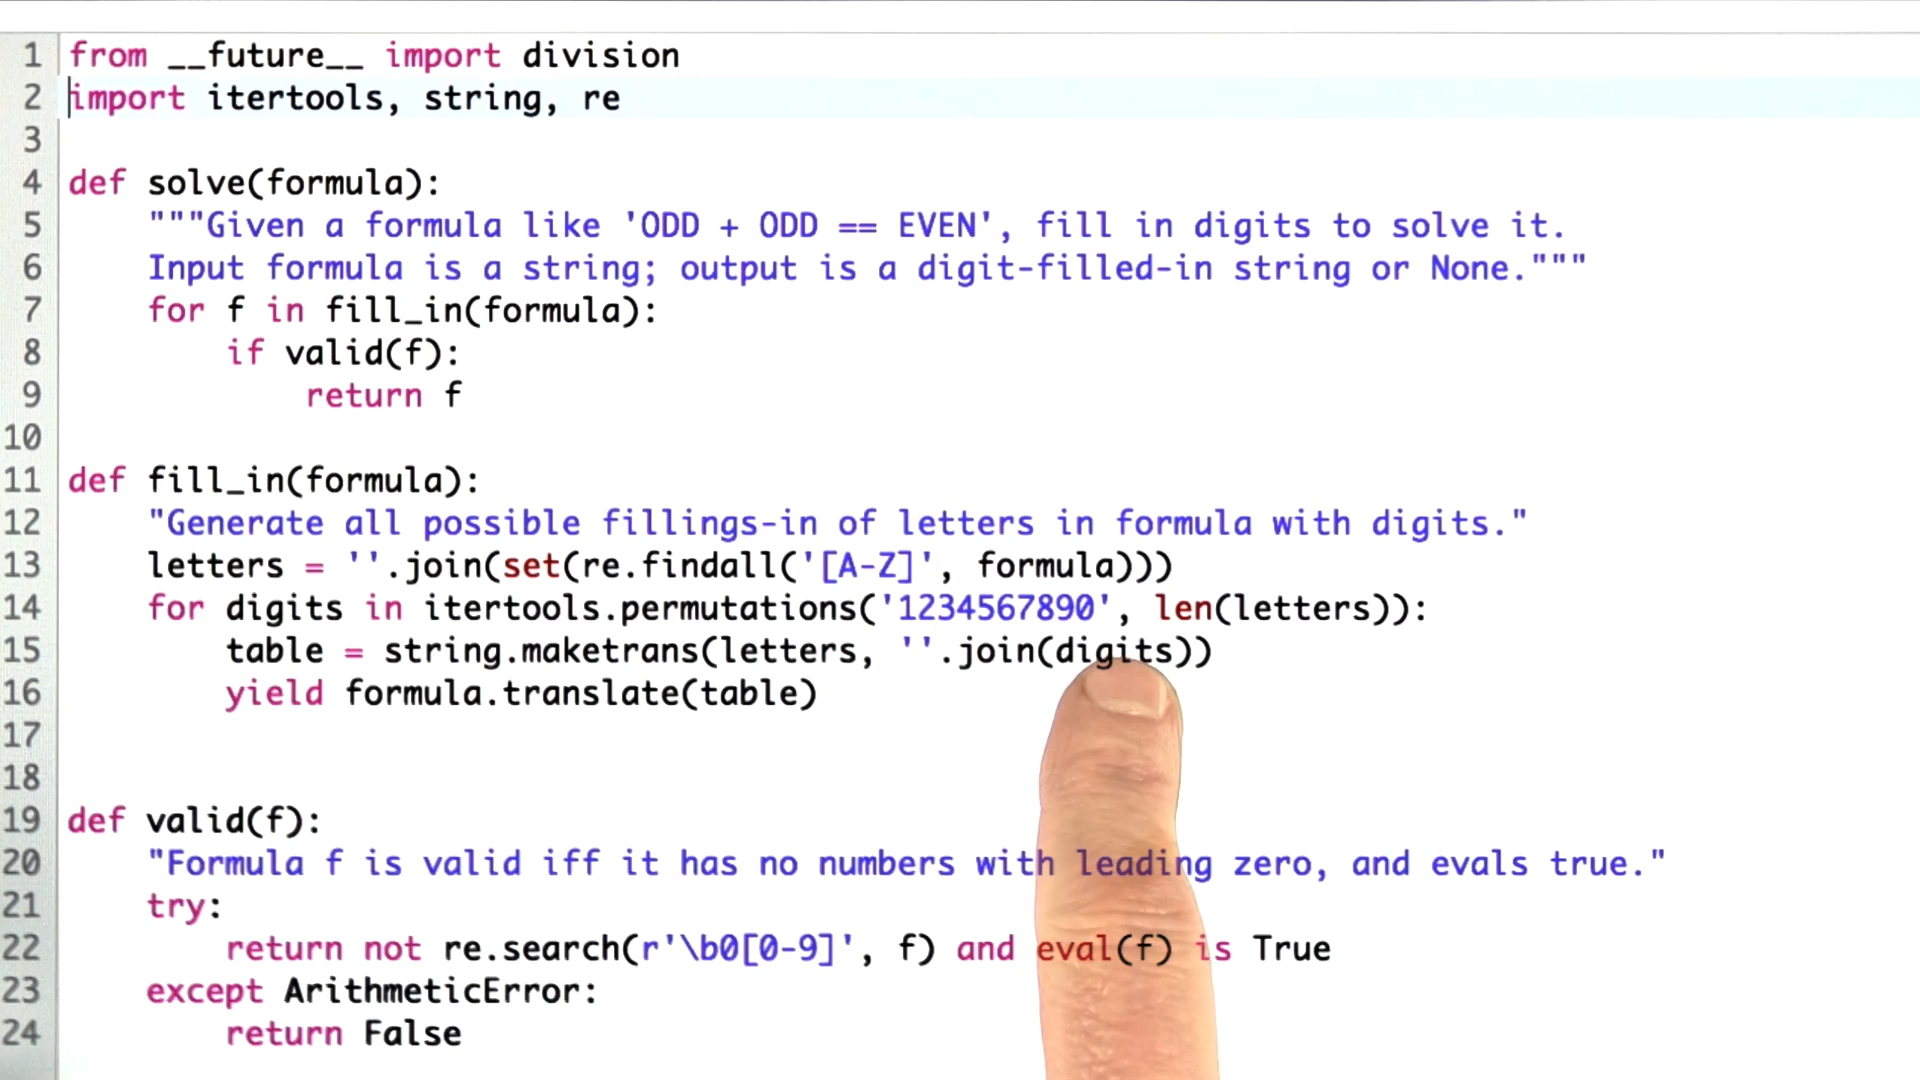 1 from __future__ import division
2 import itertools, string, re
3
4 def solve(formula):
5     """Given a formula like 'ODD + ODD == EVEN', fill in digits to solve it.
6     Input formula is a string; output is a digit-filled-in string or None."""
7     for f in fill_in(formula):
8         if valid(f):
9             return f
10
11 def fill_in(formula):
12     "Generate all possible fillings-in of letters in formula with digits."
13     letters = ''.join(set(re.findall('[A-Z]', formula)))
14     for digits in itertools.permutations('1234567890', len(letters)):
15         table = string.maketrans(letters, ''.join(digits))
16         yield formula.translate(table)
17
18
19 def valid(f):
20     "Formula f is valid iff it has no numbers with leading zero, and evals true."
21     try:
22         return not re.search(r'\b0[0-9]', f) and eval(f) is True
23     except ArithmeticError:
24         return False